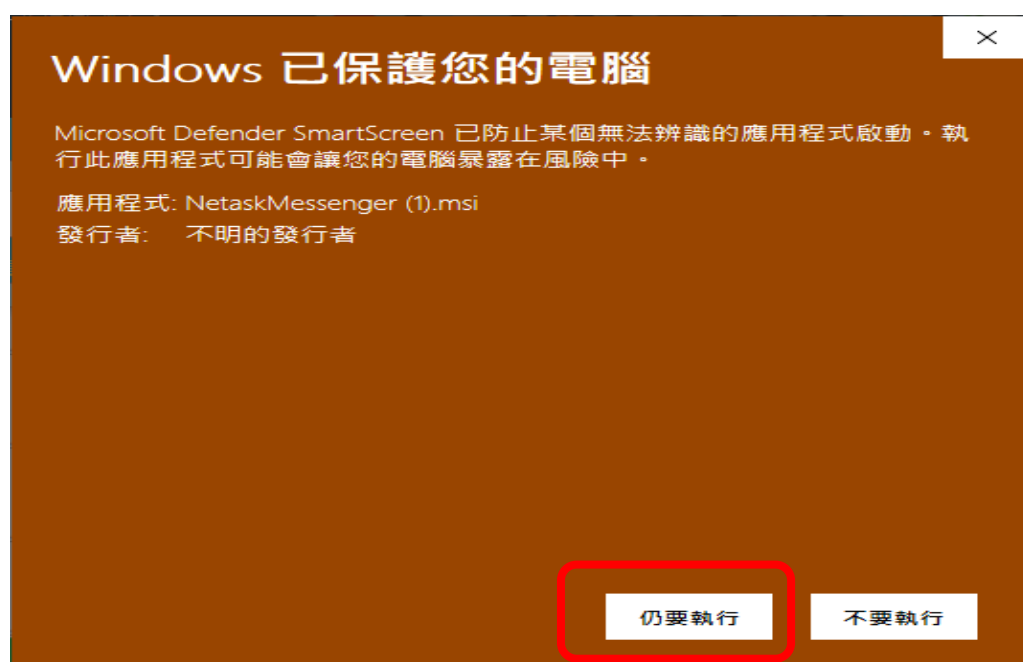 Windows 已保護您的電腦
Microsoft Defender SmartScreen 已防止某個無法辨識的應用程式啟動。執
行此應用程式可能會讓您的電腦暴露在風險中。
應用程式: NetaskMessenger (1).msi
發行者: 不明的發行者
仍要執行 不要執行